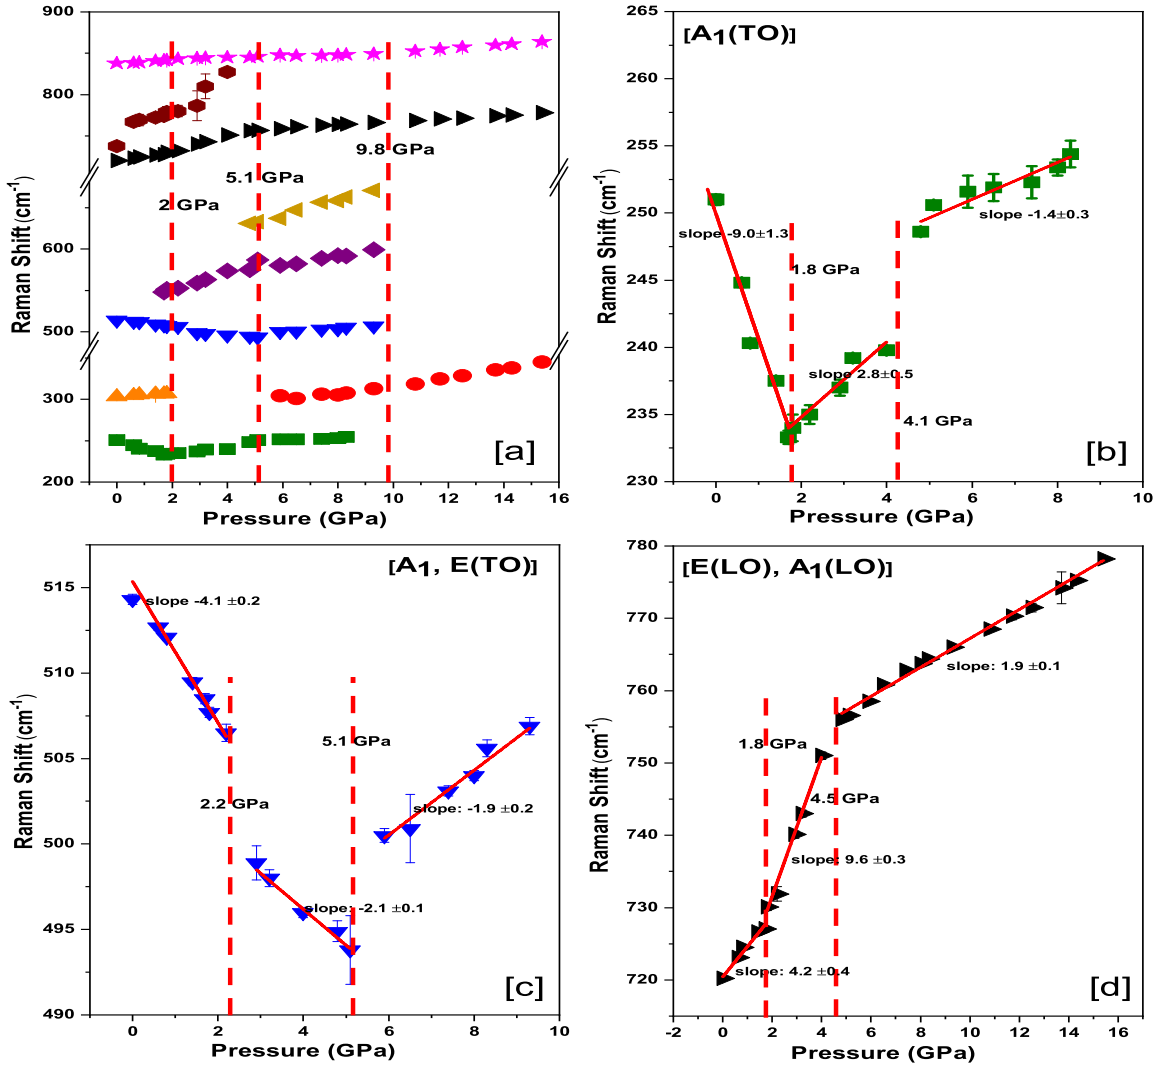 900
800
700
600
500
300
200
0
2
4
6
8
10
12
14
16
Raman Shift (cm⁻¹)
Pressure (GPa)
9.8 GPa
5.1 GPa
2 GPa
[a]
[A₁(TO)]
265
260
255
250
245
240
235
230
0
2
4
6
8
10
Raman Shift (cm⁻¹)
Pressure (GPa)
slope -9.0±1.3
slope -1.4±0.3
1.8 GPa
slope 2.8±0.5
4.1 GPa
[b]
[A₁, E(TO)]
515
510
505
500
495
490
0
2
4
6
8
10
Raman Shift (cm⁻¹)
Pressure (GPa)
slope -4.1 ±0.2
5.1 GPa
2.2 GPa
slope: -1.9 ±0.2
slope: -2.1 ±0.1
[c]
[E(LO), A₁(LO)]
780
770
760
750
740
730
720
-2
0
2
4
6
8
10
12
14
16
Raman Shift (cm⁻¹)
Pressure (GPa)
slope: 1.9 ±0.1
1.8 GPa
4.5 GPa
slope: 9.6 ±0.3
slope: 4.2 ±0.4
[d]